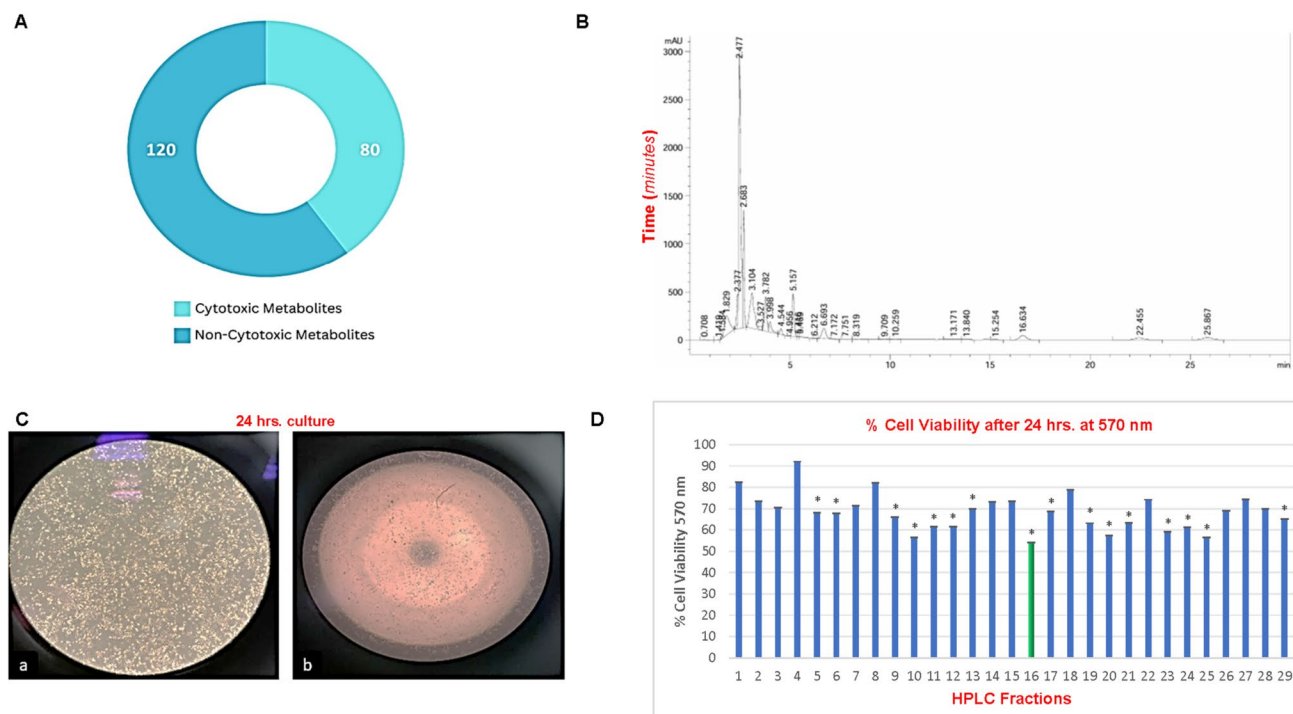 A
120
80
Cytotoxic Metabolites
Non-Cytotoxic Metabolites
B
mAU
3000
2500
2000
1500
1000
500
0
Time (minutes)
0.708
1.829
2.377
2.477
2.683
3.104
3.527
3.782
3.998
4.544
4.956
5.157
6.212
6.693
7.172
7.751
8.319
9.709
10.259
13.171
13.840
15.254
16.634
22.455
25.867
5 10 15 20 25 min
C
24 hrs. culture
a
b
D
% Cell Viability after 24 hrs. at 570 nm
% Cell Viability 570 nm
100
90
80
70
60
50
40
30
20
10
0
* * * * * * * * * * * * * * * *
1 2 3 4 5 6 7 8 9 10 11 12 13 14 15 16 17 18 19 20 21 22 23 24 25 26 27 28 29
HPLC Fractions